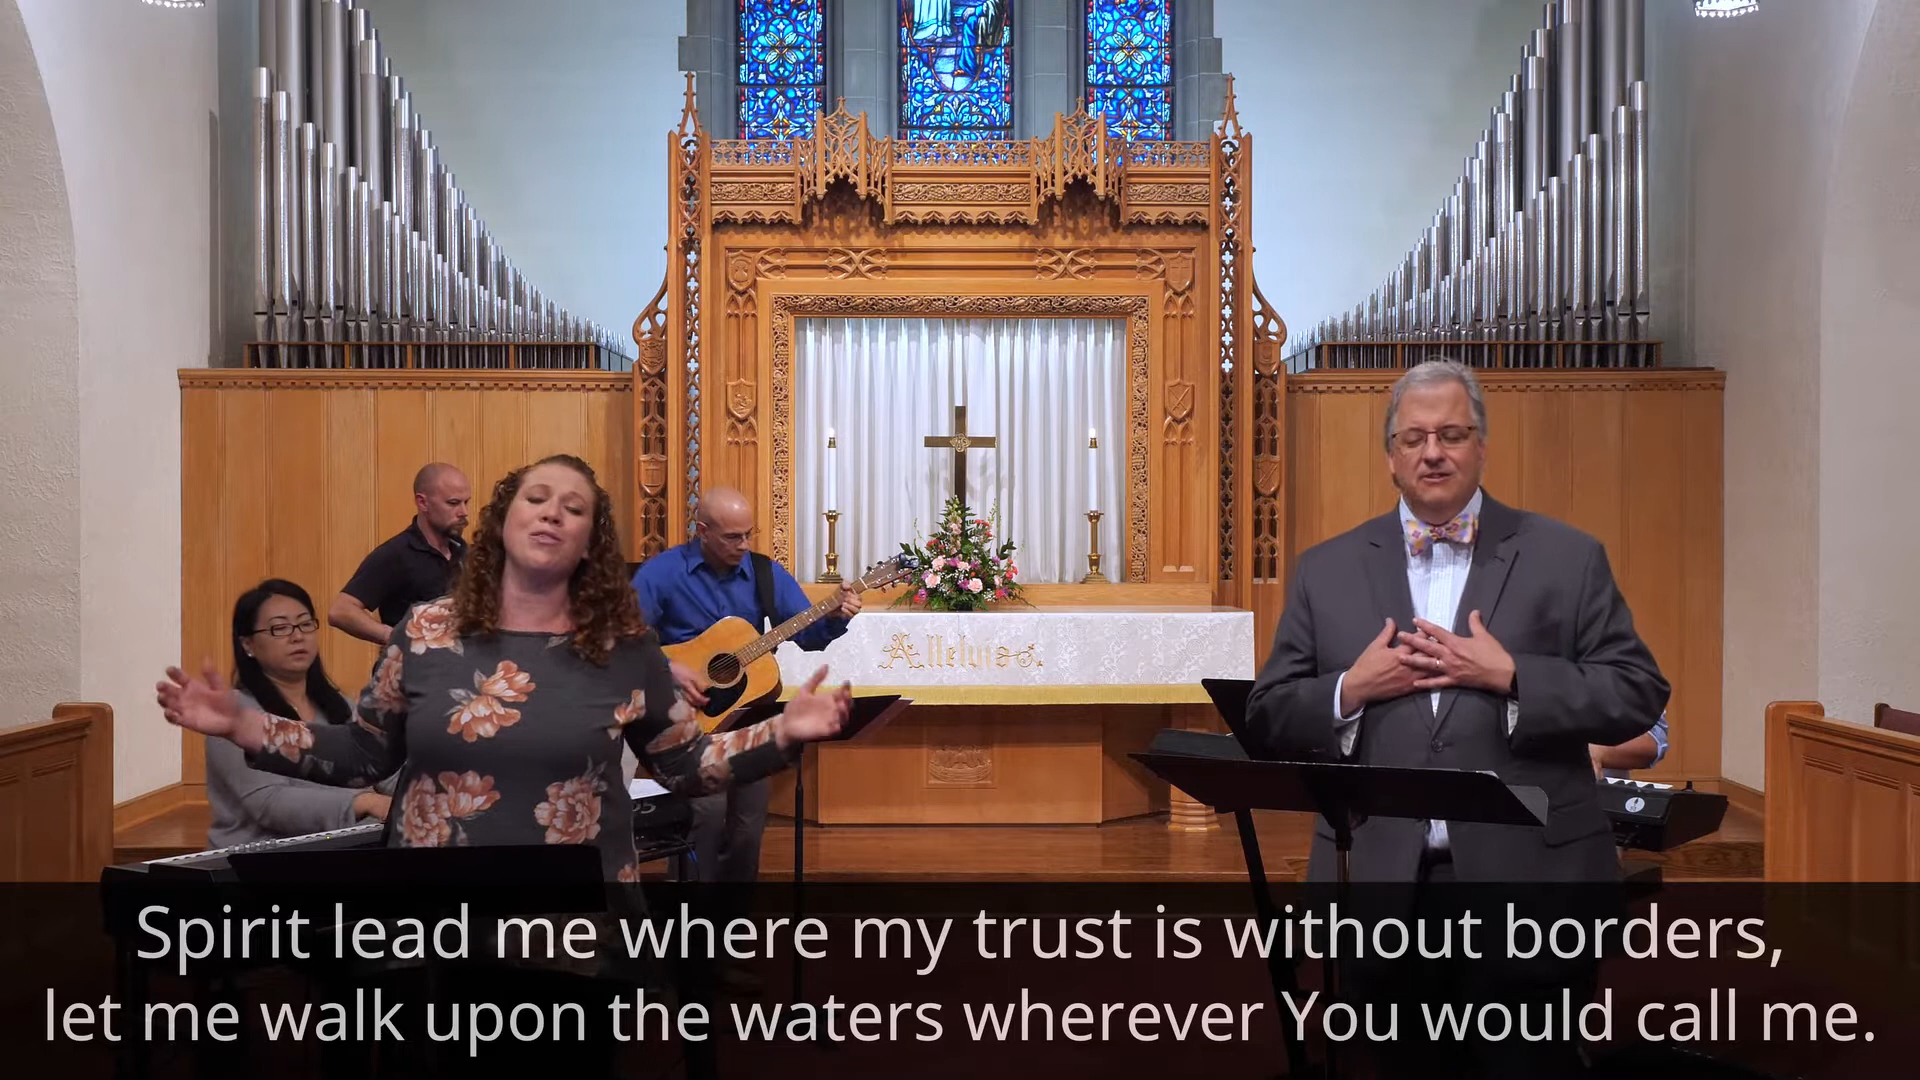 Alleluia
Spirit lead me where my trust is without borders,
let me walk upon the waters wherever You would call me.